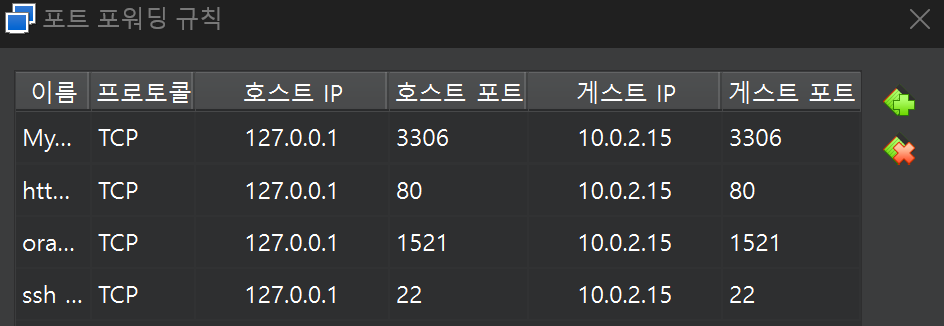 포트 포워딩 규칙
이름 프로토콜 호스트 IP 호스트 포트 게스트 IP 게스트 포트
My... TCP 127.0.0.1 3306 10.0.2.15 3306
htt... TCP 127.0.0.1 80 10.0.2.15 80
ora... TCP 127.0.0.1 1521 10.0.2.15 1521
ssh ... TCP 127.0.0.1 22 10.0.2.15 22